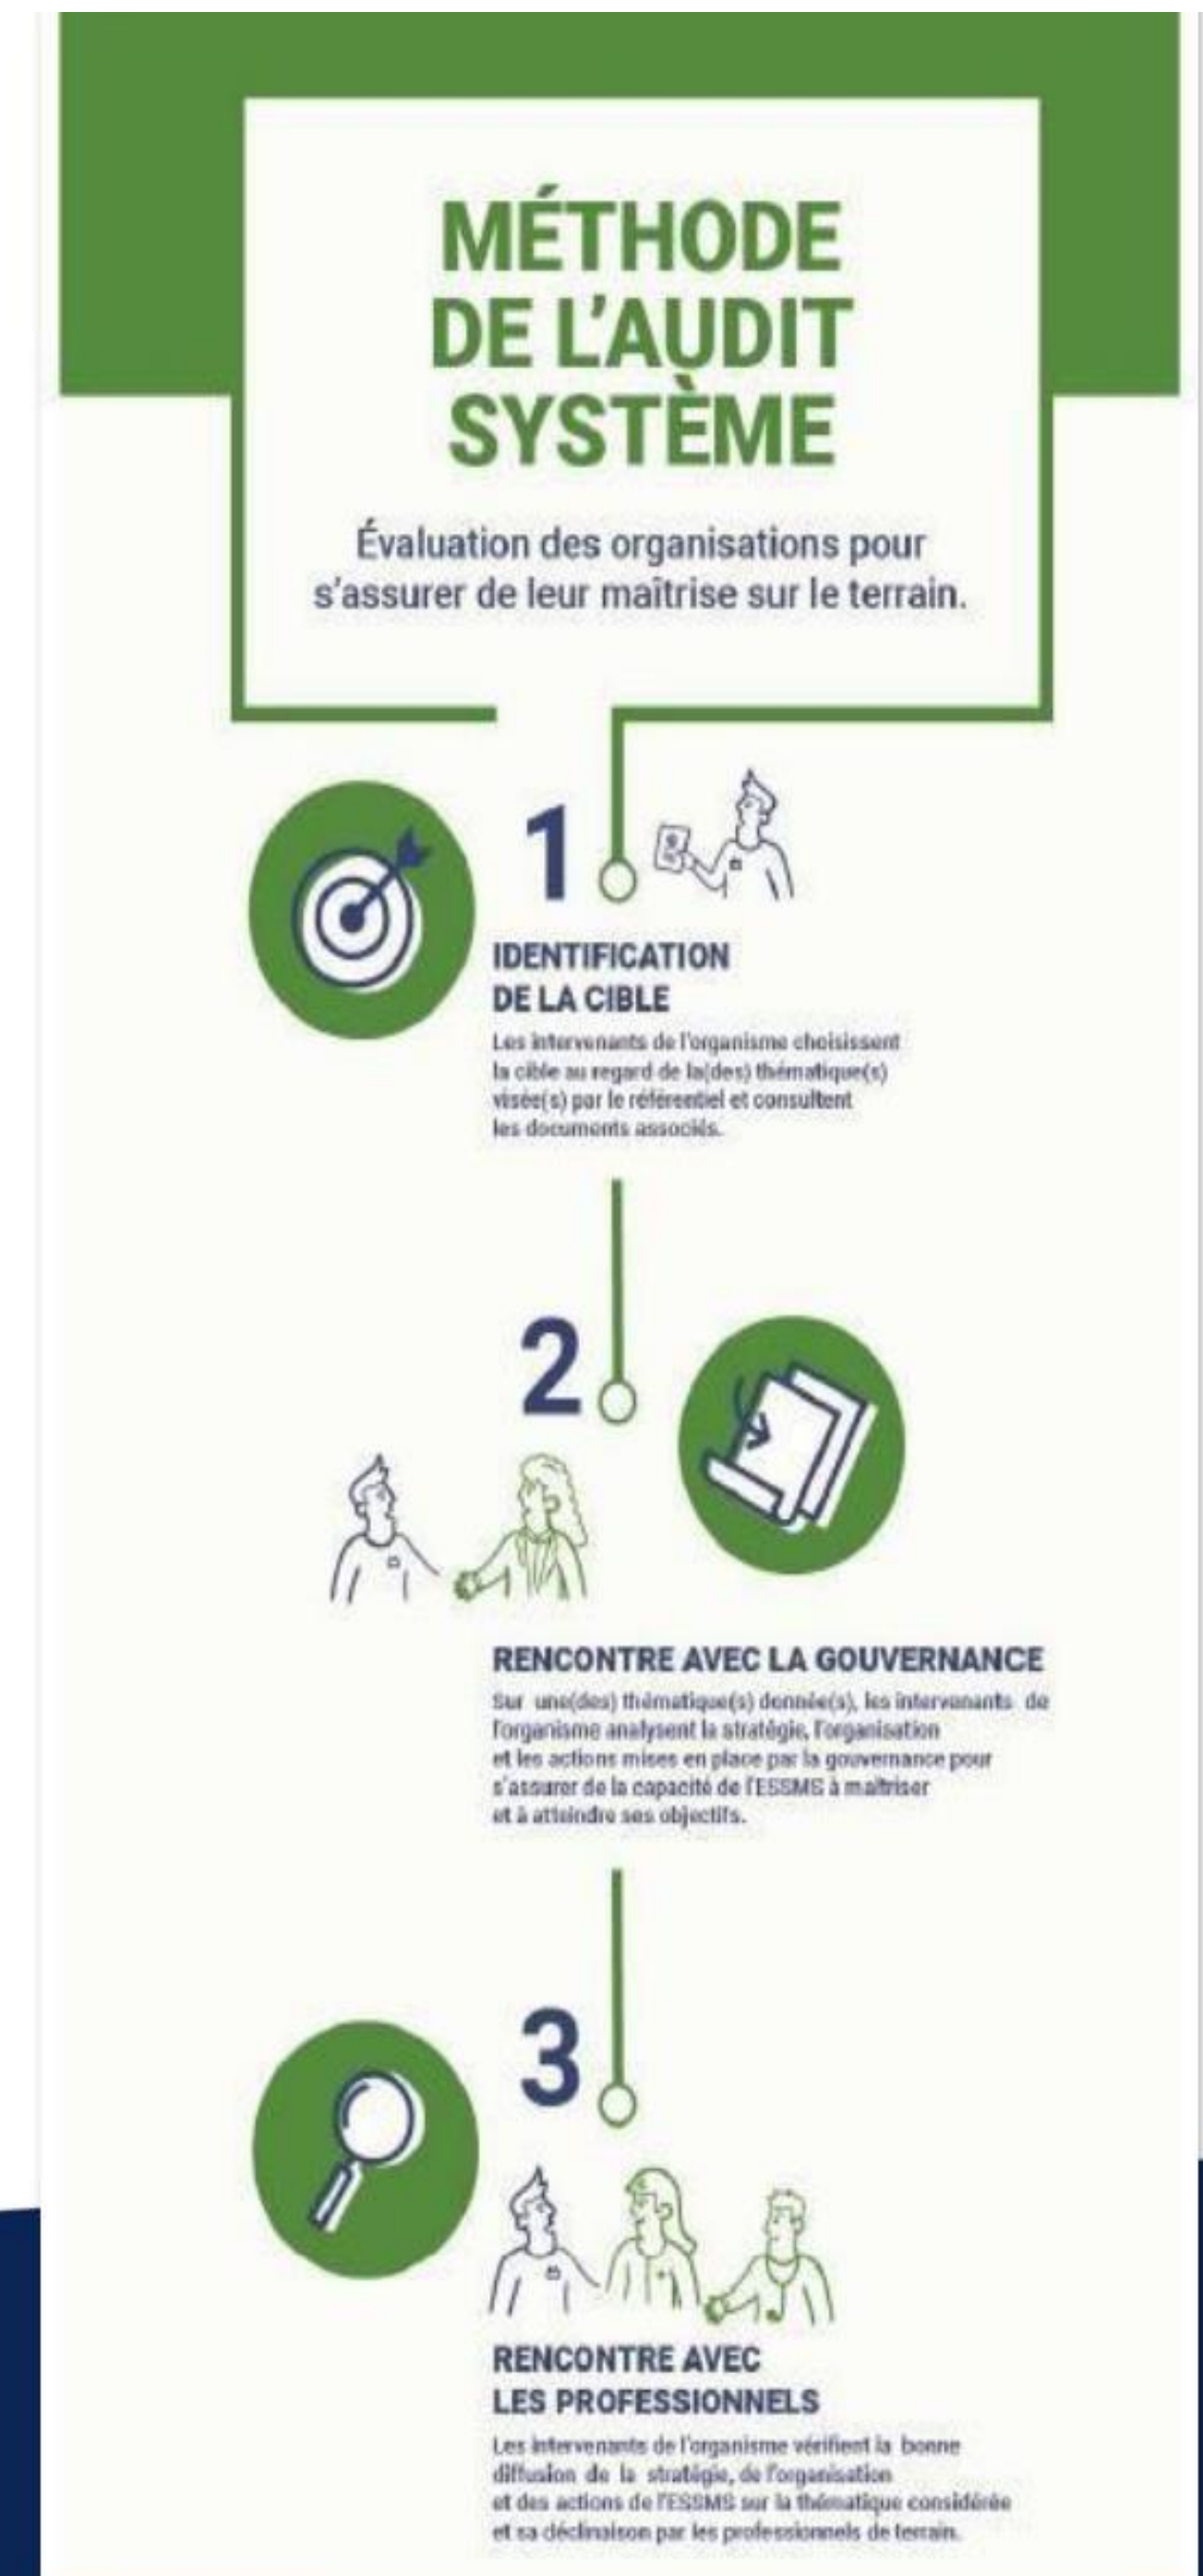 MÉTHODE
DE L'AUDIT
SYSTÈME
Évaluation des organisations pour
s'assurer de leur maîtrise sur le terrain.
1
IDENTIFICATION
DE LA CIBLE
Les intervenants de l'organisme choisissent
la cible au regard de la(des) thématique(s)
visée(s) par le référentiel et consultent
les documents associés.
2
RENCONTRE AVEC LA GOUVERNANCE
Sur une(des) thématique(s) donnée(s), les intervenants de
l'organisme analysent la stratégie, l'organisation
et les actions mises en place par la gouvernance pour
s'assurer de la capacité de l'ESSMS à maîtriser
et à atteindre ses objectifs.
3
RENCONTRE AVEC
LES PROFESSIONNELS
Les intervenants de l'organisme vérifient la bonne
diffusion de la stratégie, de l'organisation
et des actions de l'ESSMS sur la thématique considérée
et sa déclinaison par les professionnels de terrain.